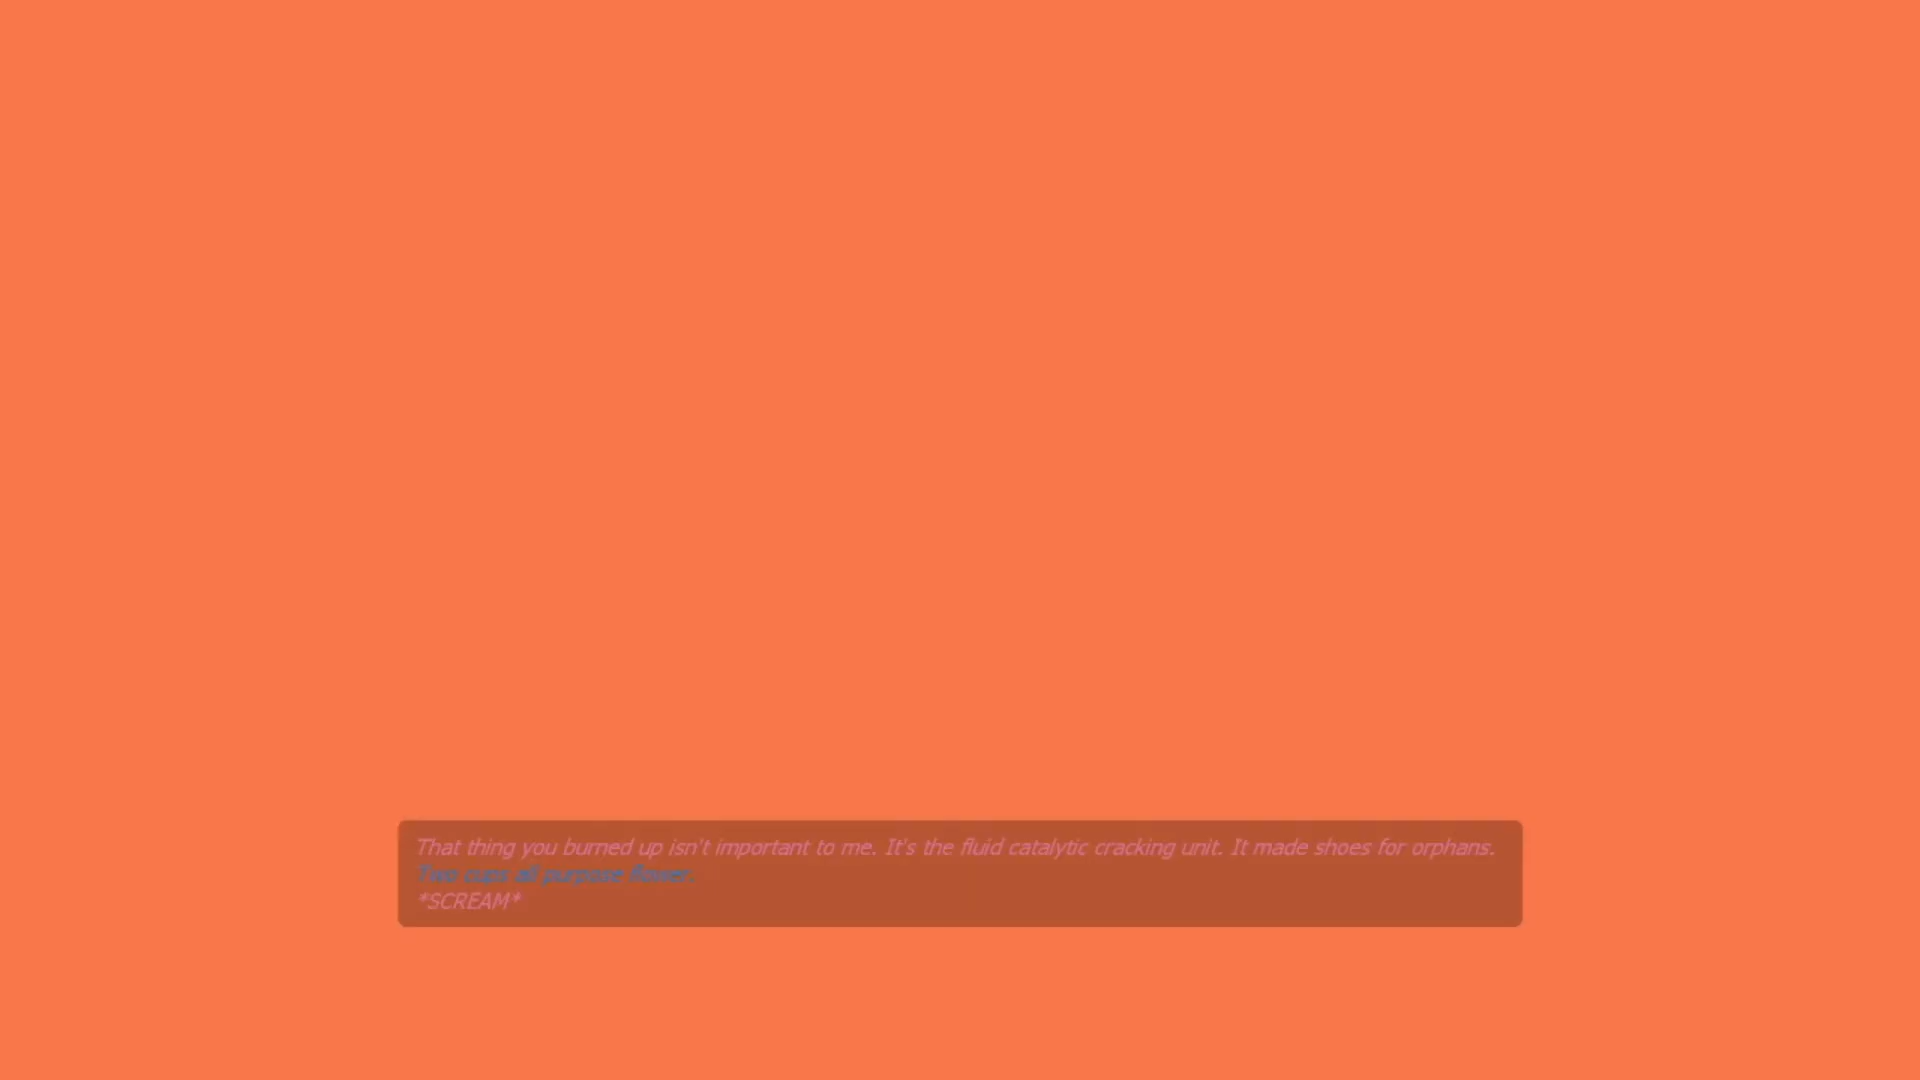 That thing you burned up isn't important to me. It's the fluid catalytic cracking unit. It made shoes for orphans.
Two cups all purpose flower.
*SCREAM*